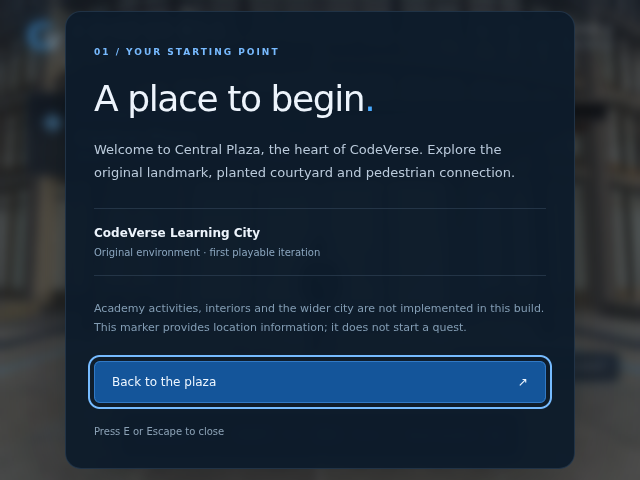 01 / YOUR STARTING POINT
A place to begin.
Welcome to Central Plaza, the heart of CodeVerse. Explore the
original landmark, planted courtyard and pedestrian connection.
CodeVerse Learning City
Original environment · first playable iteration
Academy activities, interiors and the wider city are not implemented in this build.
This marker provides location information; it does not start a quest.
Back to the plaza ↗
Press E or Escape to close